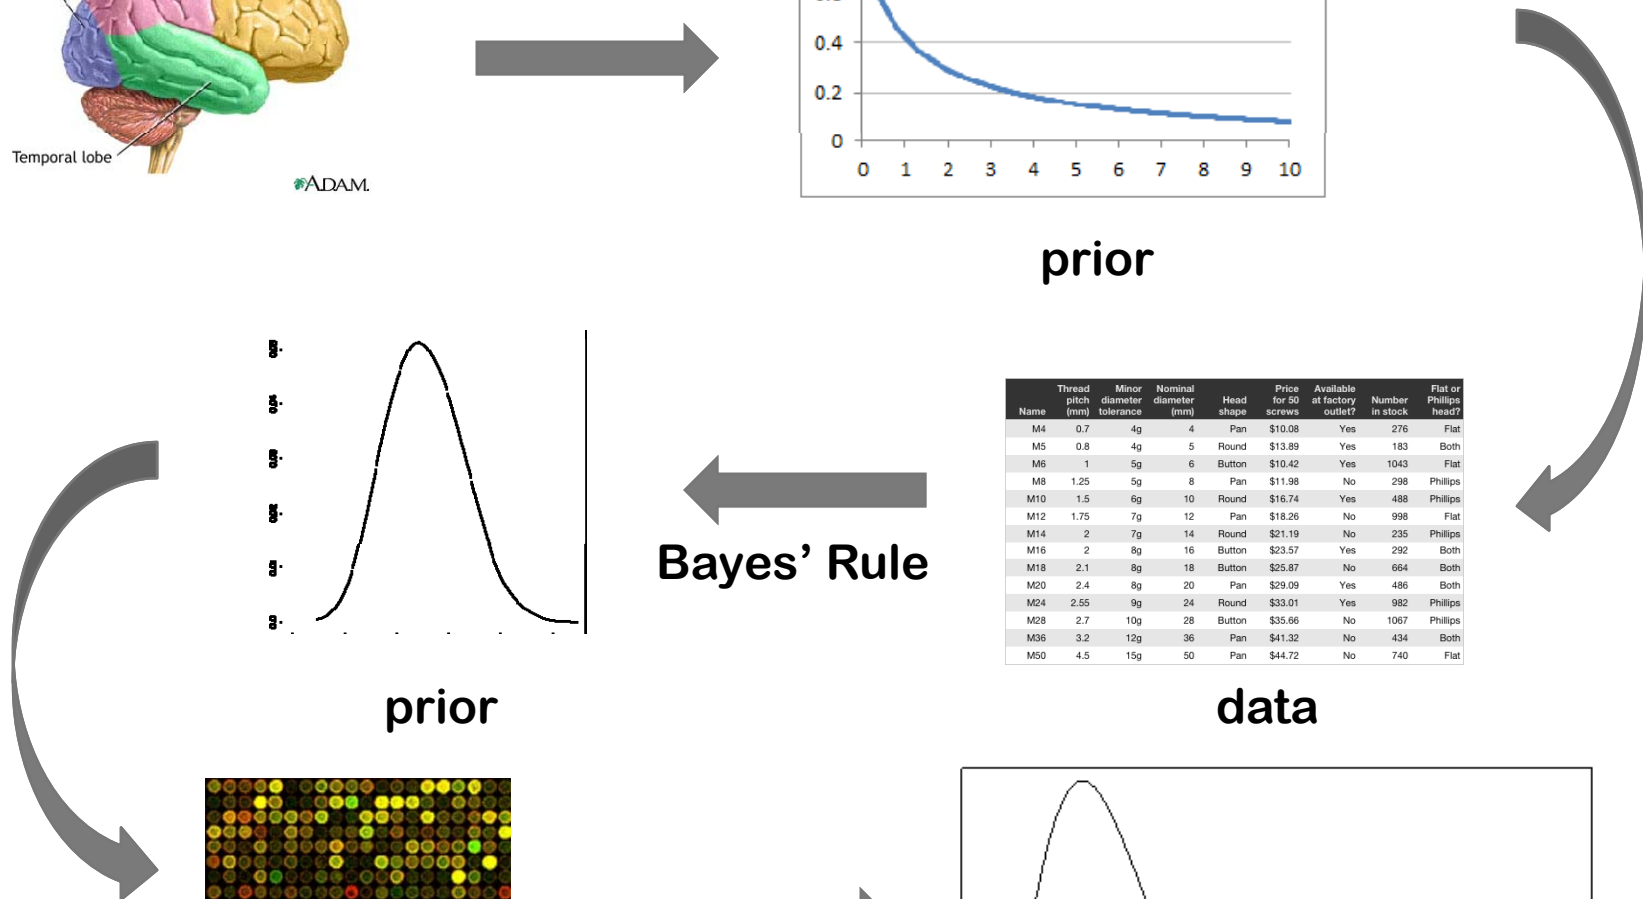 0.4
0.2
0
0 1 2 3 4 5 6 7 8 9 10
Temporal lobe
ADAM.
prior
Thread Minor Nominal Price Available Flat or
pitch diameter diameter Head for 50 at factory Number Phillips
Name (mm) tolerance (mm) shape screws outlet? in stock head?
M4 0.7 4g 4 Pan $10.08 Yes 276 Flat
M5 0.8 4g 5 Round $13.89 Yes 183 Both
M6 1 5g 6 Button $10.42 Yes 1043 Flat
M8 1.25 5g 8 Pan $11.98 No 298 Phillips
M10 1.5 6g 10 Round $16.74 Yes 488 Phillips
M12 1.75 7g 12 Pan $18.26 No 998 Flat
M14 2 7g 14 Round $21.19 No 235 Phillips
M16 2 8g 16 Button $23.57 Yes 292 Both
M18 2.1 8g 18 Button $25.87 No 664 Both
M20 2.4 8g 20 Pan $29.09 Yes 486 Both
M24 2.55 9g 24 Round $33.01 Yes 982 Phillips
M28 2.7 10g 28 Button $35.66 No 1067 Phillips
M36 3.2 12g 36 Pan $41.32 No 434 Both
M50 4.5 15g 50 Pan $44.72 No 740 Flat
Bayes’ Rule
prior
data